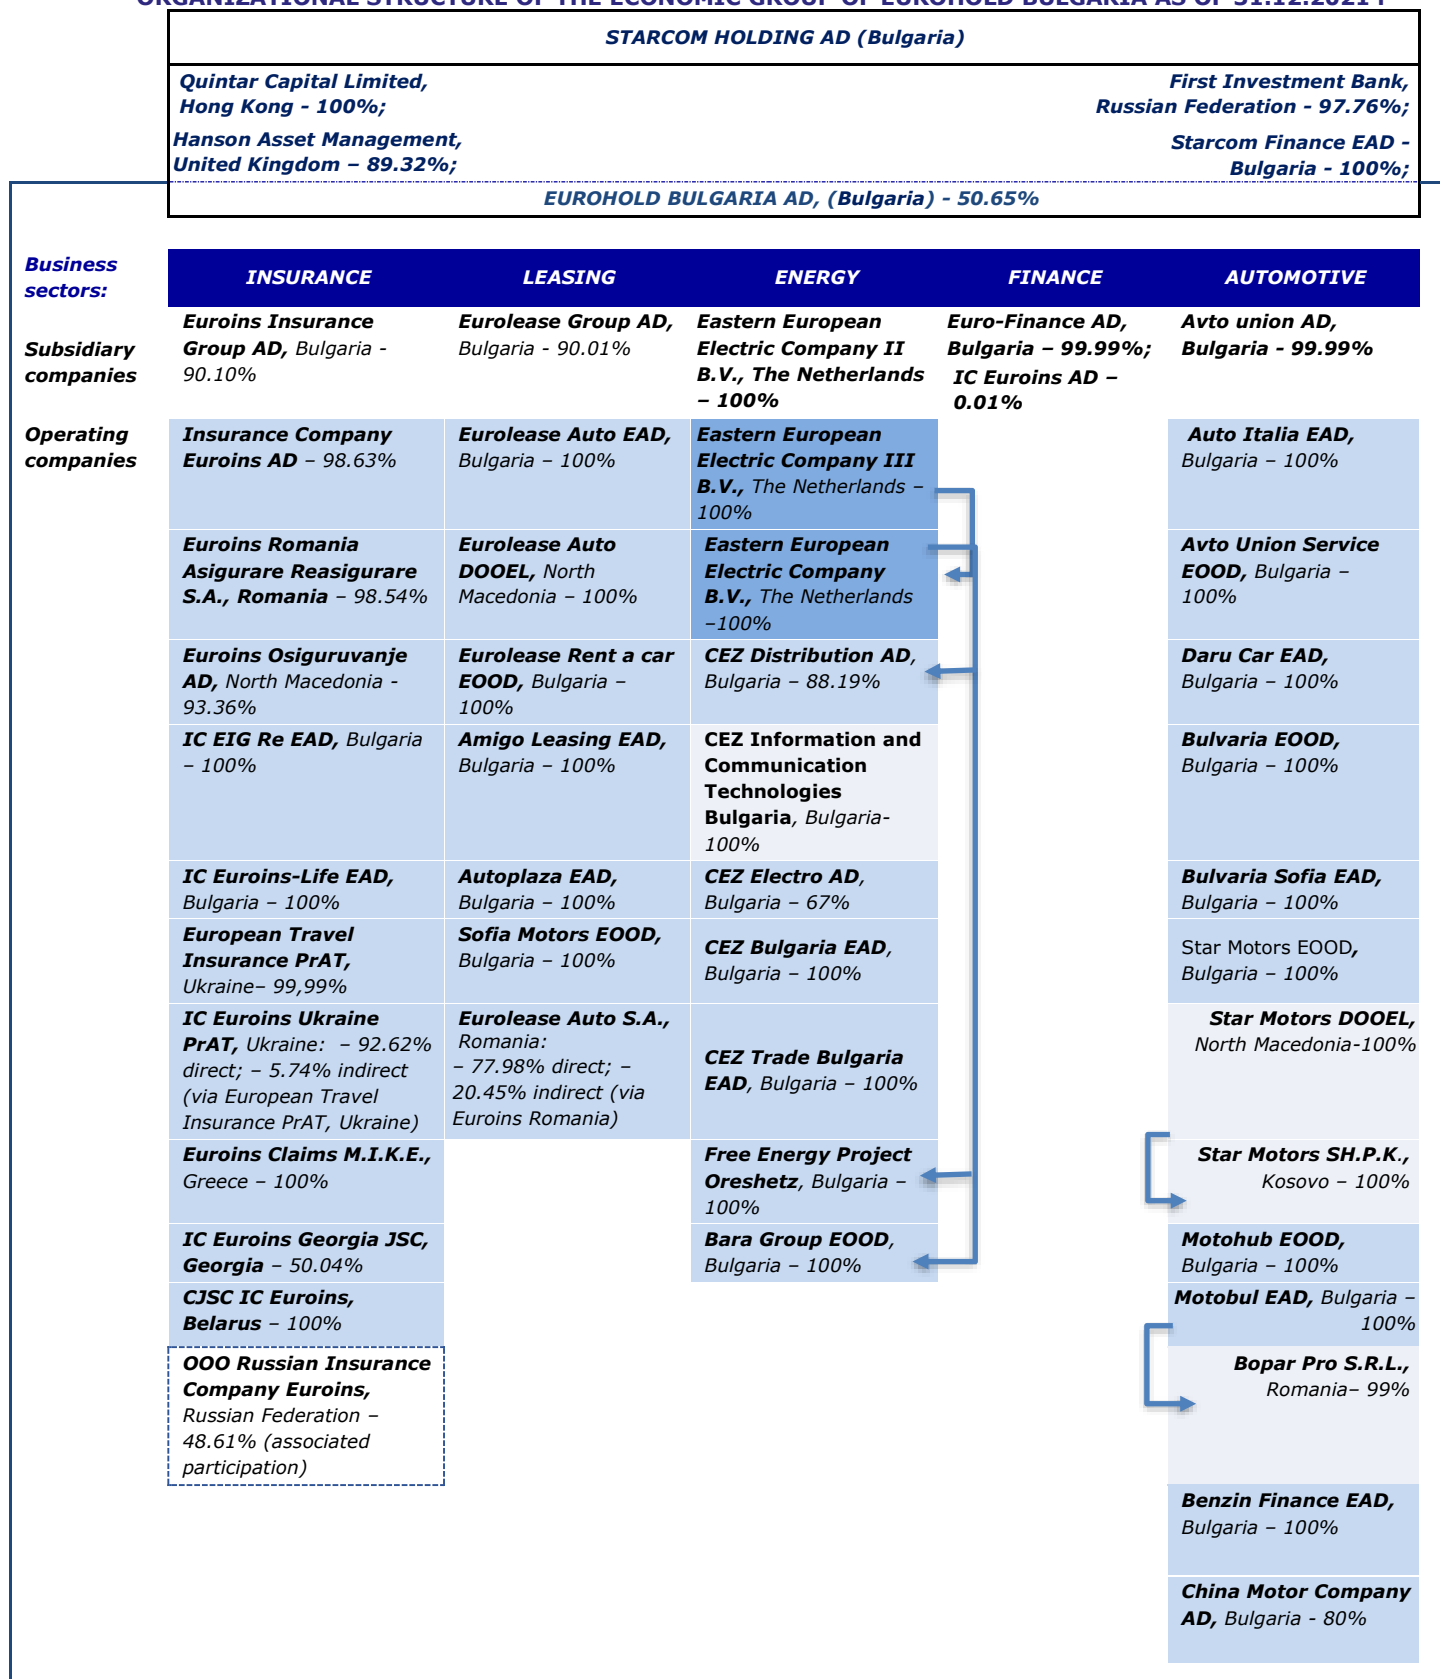 ORGANIZATIONAL STRUCTURE OF THE ECONOMIC GROUP OF EUROHOLD BULGARIA AS OF 31.12.2021
STARCOM HOLDING AD (Bulgaria)
Quintar Capital Limited,
Hong Kong - 100%;
First Investment Bank,
Russian Federation - 97.76%;
Hanson Asset Management,
United Kingdom – 89.32%;
Starcom Finance EAD -
Bulgaria - 100%;
EUROHOLD BULGARIA AD, (Bulgaria) - 50.65%
Business
sectors:
INSURANCE
LEASING
ENERGY
FINANCE
AUTOMOTIVE
Subsidiary
companies
Euroins Insurance
Group AD, Bulgaria -
90.10%
Eurolease Group AD,
Bulgaria - 90.01%
Eastern European
Electric Company II
B.V., The Netherlands
– 100%
Euro-Finance AD,
Bulgaria – 99.99%;
IC Euroins AD –
0.01%
Avto union AD,
Bulgaria - 99.99%
Operating
companies
Insurance Company
Euroins AD – 98.63%
Eurolease Auto EAD,
Bulgaria – 100%
Eastern European
Electric Company III
B.V., The Netherlands –
100%
Auto Italia EAD,
Bulgaria – 100%
Euroins Romania
Asigurare Reasigurare
S.A., Romania – 98.54%
Eurolease Auto
DOOEL, North
Macedonia – 100%
Eastern European
Electric Company
B.V., The Netherlands
–100%
Avto Union Service
EOOD, Bulgaria –
100%
Euroins Osiguruvanje
AD, North Macedonia -
93.36%
Eurolease Rent a car
EOOD, Bulgaria –
100%
CEZ Distribution AD,
Bulgaria – 88.19%
Daru Car EAD,
Bulgaria – 100%
IC EIG Re EAD, Bulgaria
– 100%
Amigo Leasing EAD,
Bulgaria – 100%
CEZ Information and
Communication
Technologies
Bulgaria, Bulgaria-
100%
Bulvaria EOOD,
Bulgaria – 100%
IC Euroins-Life EAD,
Bulgaria – 100%
Autoplaza EAD,
Bulgaria – 100%
CEZ Electro AD,
Bulgaria – 67%
Bulvaria Sofia EAD,
Bulgaria – 100%
European Travel
Insurance PrAT,
Ukraine– 99,99%
Sofia Motors EOOD,
Bulgaria – 100%
CEZ Bulgaria EAD,
Bulgaria – 100%
Star Motors EOOD,
Bulgaria – 100%
IC Euroins Ukraine
PrAT, Ukraine: – 92.62%
direct; – 5.74% indirect
(via European Travel
Insurance PrAT, Ukraine)
Eurolease Auto S.A.,
Romania:
– 77.98% direct; –
20.45% indirect (via
Euroins Romania)
CEZ Trade Bulgaria
EAD, Bulgaria – 100%
Star Motors DOOEL,
North Macedonia-100%
Euroins Claims M.I.K.E.,
Greece – 100%
Free Energy Project
Oreshetz, Bulgaria –
100%
Star Motors SH.P.K.,
Kosovo – 100%
IC Euroins Georgia JSC,
Georgia – 50.04%
Bara Group EOOD,
Bulgaria – 100%
Motohub EOOD,
Bulgaria – 100%
CJSC IC Euroins,
Belarus – 100%
Motobul EAD, Bulgaria –
100%
OOO Russian Insurance
Company Euroins,
Russian Federation –
48.61% (associated
participation)
Bopar Pro S.R.L.,
Romania– 99%
Benzin Finance EAD,
Bulgaria – 100%
China Motor Company
AD, Bulgaria - 80%